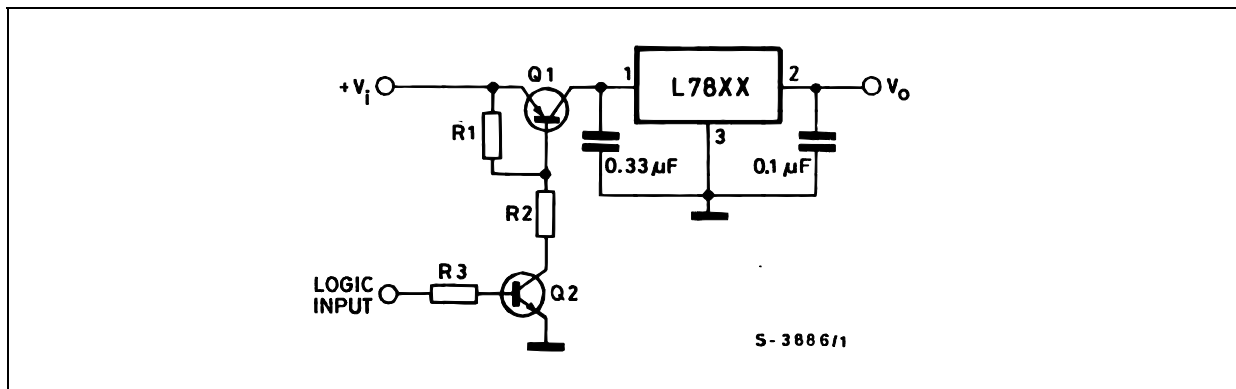 Q1
1
L78XX
2
+Vi
Vo
R1
3
0.33µF
0.1µF
R2
R3
LOGIC
INPUT
Q2
S-3886/1